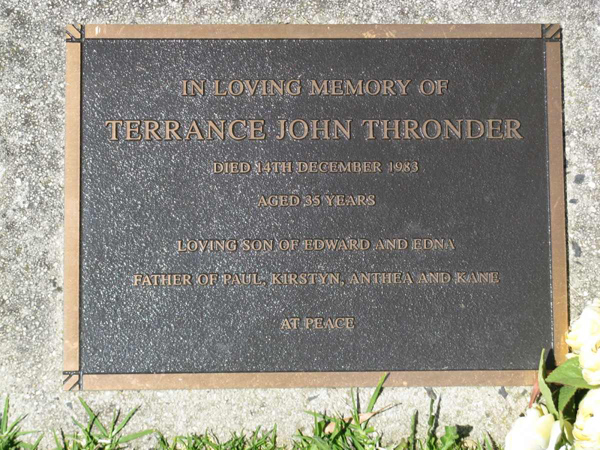 IN LOVING MEMORY OF
TERRANCE JOHN THRONDER
DIED 14TH DECEMBER 1983
AGED 35 YEARS
LOVING SON OF EDWARD AND EDNA
FATHER OF PAUL, KIRSTYN, ANTHEA AND KANE
AT PEACE